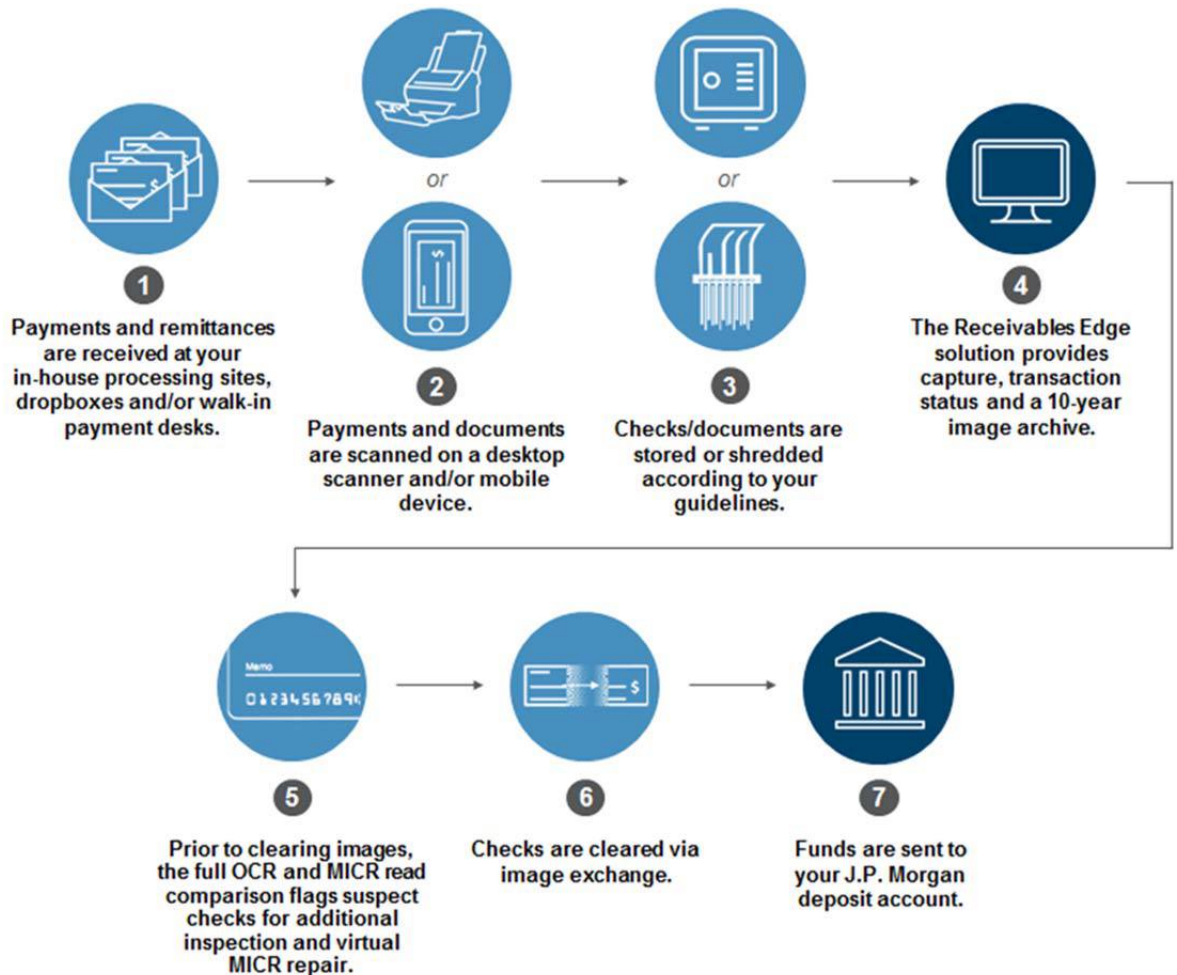 or
or
$
$
1
Payments and remittances
are received at your
in-house processing sites,
dropboxes and/or walk-in
payment desks.
2
Payments and documents
are scanned on a desktop
scanner and/or mobile
device.
3
Checks/documents are
stored or shredded
according to your
guidelines.
4
The Receivables Edge
solution provides
capture, transaction
status and a 10-year
image archive.
Memo
0123456789
5
Prior to clearing images,
the full OCR and MICR read
comparison flags suspect
checks for additional
inspection and virtual
MICR repair.
$
6
Checks are cleared via
image exchange.
7
Funds are sent to
your J.P. Morgan
deposit account.